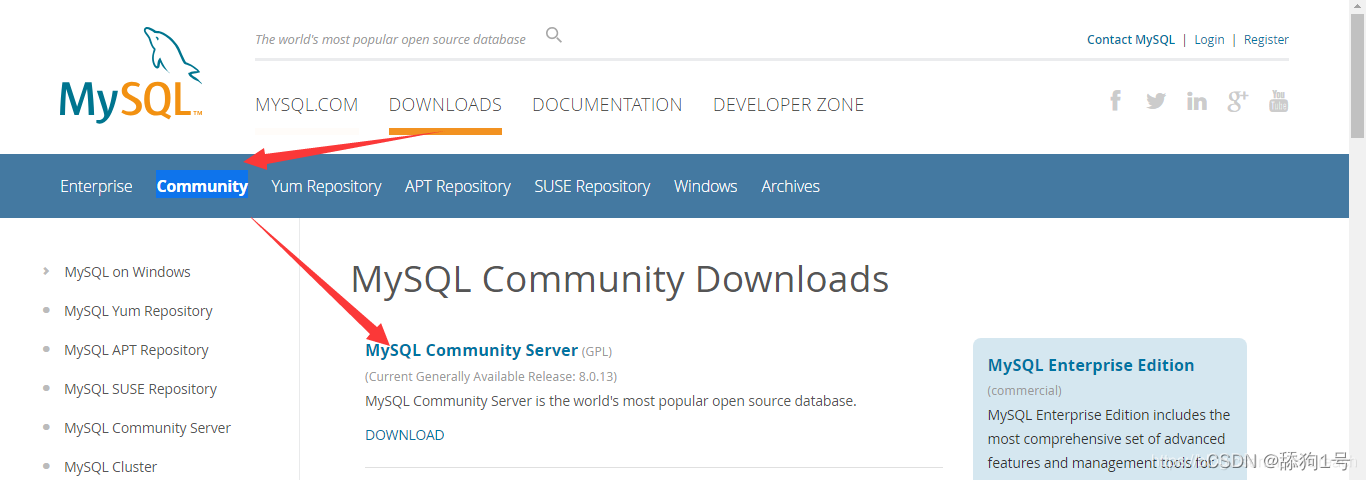 The world's most popular open source database
Contact MySQL | Login | Register
MySQL™
MYSQL.COM DOWNLOADS DOCUMENTATION DEVELOPER ZONE
Enterprise Community Yum Repository APT Repository SUSE Repository Windows Archives
MySQL on Windows
MySQL Yum Repository
MySQL APT Repository
MySQL SUSE Repository
MySQL Community Server
MySQL Cluster
MySQL Community Downloads
MySQL Community Server (GPL)
(Current Generally Available Release: 8.0.13)
MySQL Community Server is the world's most popular open source database.
DOWNLOAD
MySQL Enterprise Edition
(commercial)
MySQL Enterprise Edition includes the
most comprehensive set of advanced
features and management tools for
CSDN @舔狗1号